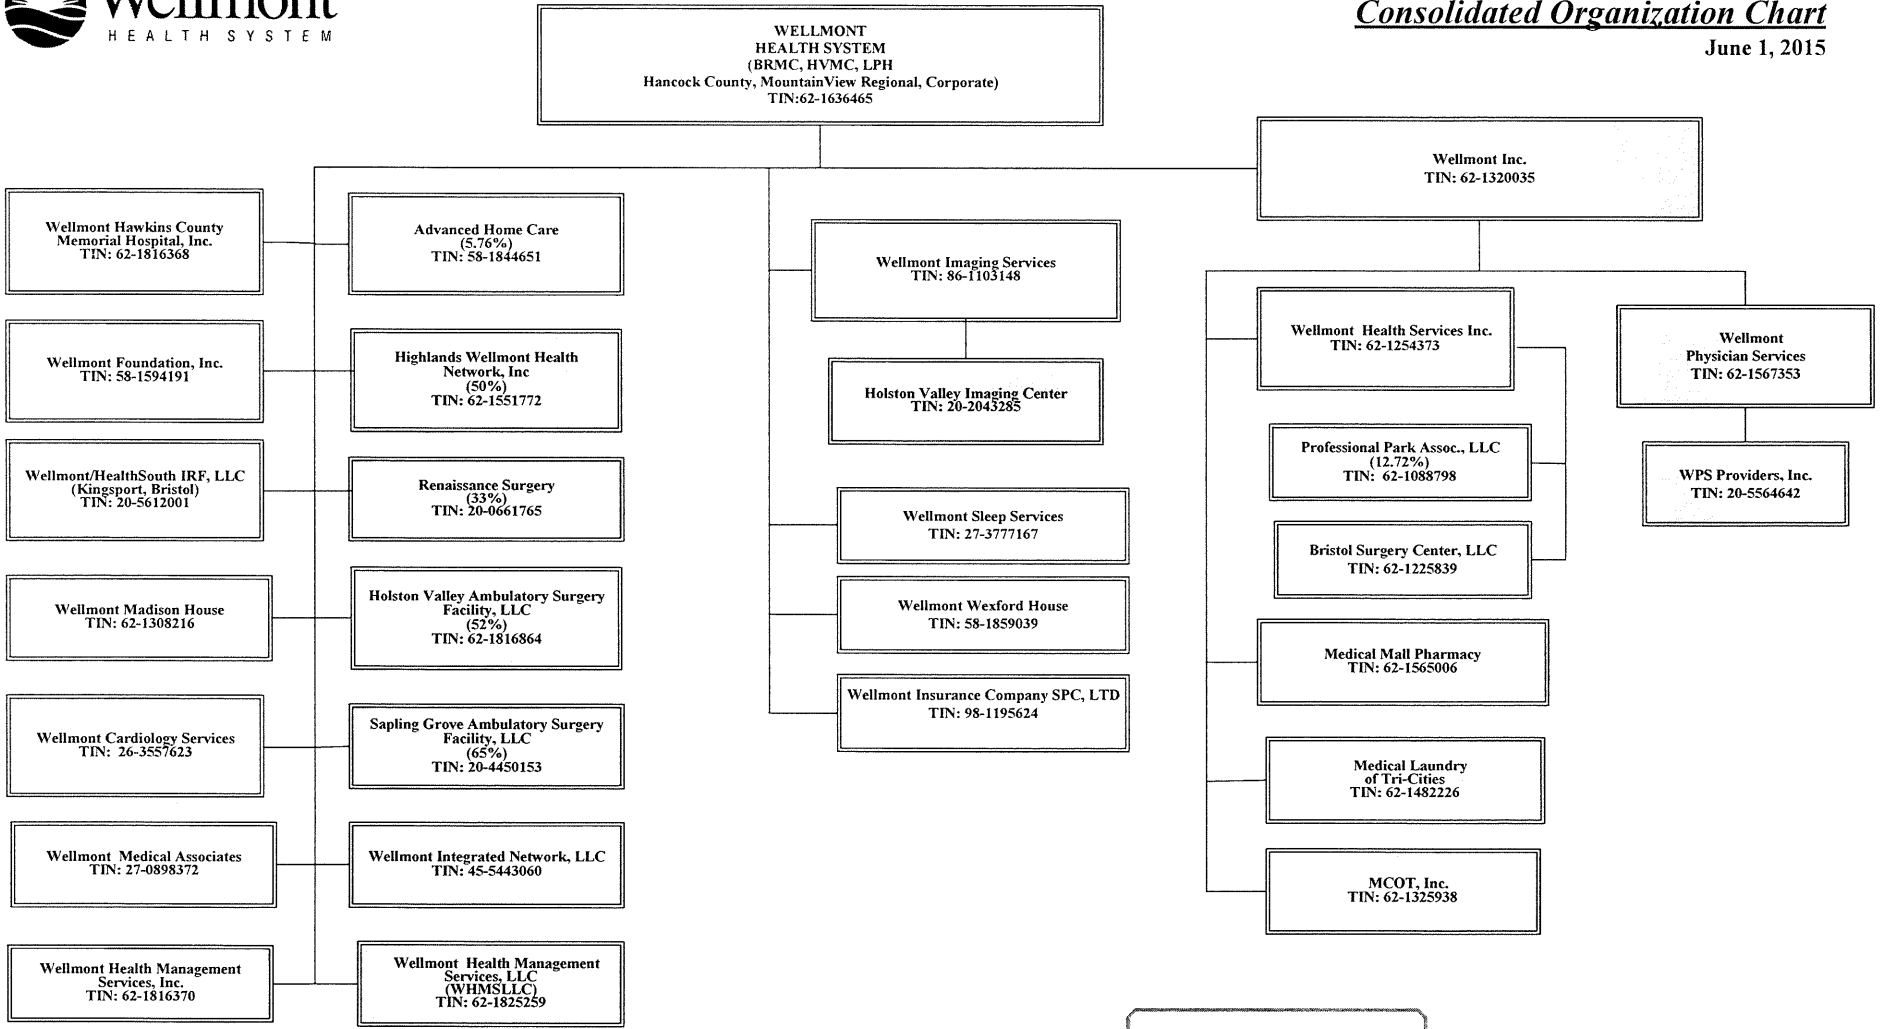 Wellmont
HEALTH SYSTEM
Consolidated Organization Chart
June 1, 2015
WELLMONT
HEALTH SYSTEM
(BRMC, HVMC, LPH
Hancock County, MountainView Regional, Corporate)
TIN:62-1636465
Wellmont Inc.
TIN: 62-1320035
Wellmont Hawkins County
Memorial Hospital, Inc.
TIN: 62-1816368
Advanced Home Care
(5.76%)
TIN: 58-1844651
Wellmont Foundation, Inc.
TIN: 58-1594191
Highlands Wellmont Health
Network, Inc
(50%)
TIN: 62-1551772
Wellmont/HealthSouth IRF, LLC
(Kingsport, Bristol)
TIN: 20-5612001
Renaissance Surgery
(33%)
TIN: 20-0661765
Wellmont Madison House
TIN: 62-1308216
Holston Valley Ambulatory Surgery
Facility, LLC
(52%)
TIN: 62-1816864
Wellmont Cardiology Services
TIN: 26-3557623
Sapling Grove Ambulatory Surgery
Facility, LLC
(65%)
TIN: 20-4450153
Wellmont Medical Associates
TIN: 27-0898372
Wellmont Integrated Network, LLC
TIN: 45-5443060
Wellmont Health Management
Services, Inc.
TIN: 62-1816370
Wellmont Health Management
Services, LLC
(WHMSLLC)
TIN: 62-1825259
Wellmont Imaging Services
TIN: 86-1103148
Holston Valley Imaging Center
TIN: 20-2043285
Wellmont Sleep Services
TIN: 27-3777167
Wellmont Wexford House
TIN: 58-1859039
Wellmont Insurance Company SPC, LTD
TIN: 98-1195624
Wellmont Health Services Inc.
TIN: 62-1254373
Professional Park Assoc., LLC
(12.72%)
TIN: 62-1088798
Bristol Surgery Center, LLC
TIN: 62-1225839
Medical Mall Pharmacy
TIN: 62-1565006
Medical Laundry
of Tri-Cities
TIN: 62-1482226
MCOT, Inc.
TIN: 62-1325938
Wellmont
Physician Services
TIN: 62-1567353
WPS Providers, Inc.
TIN: 20-5564642